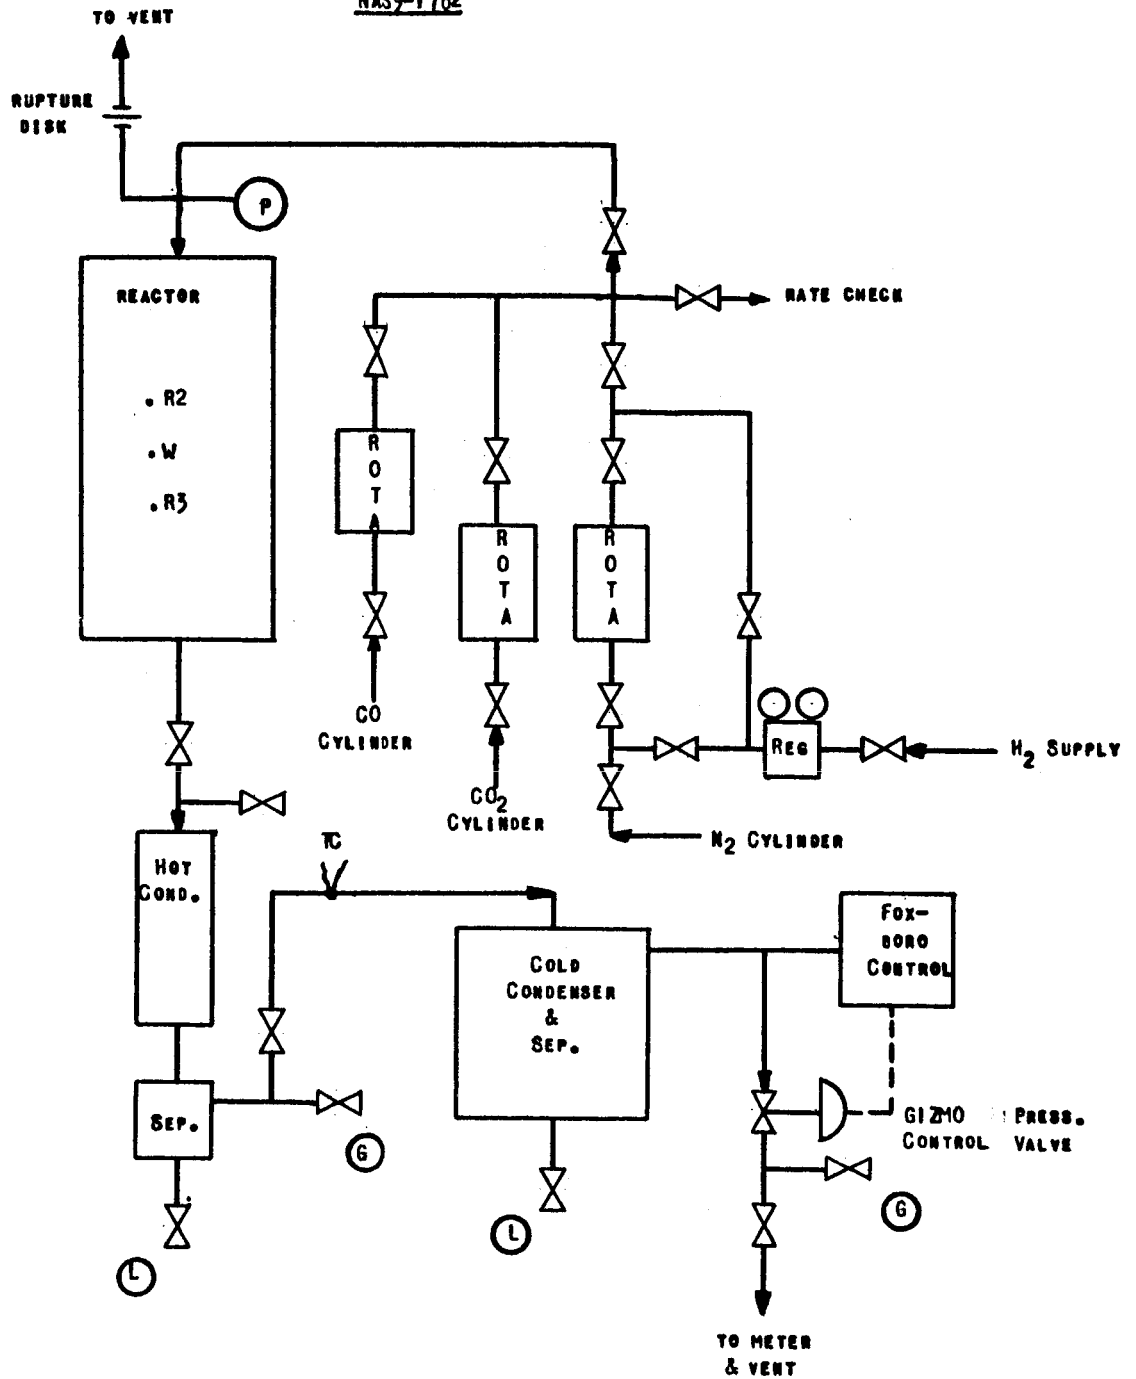 TO VENT
RUPTURE
DISK
P
REACTOR
RATE CHECK
R2
W
R3
R
O
T
A
R
O
T
A
R
O
T
A
CO
CYLINDER
CO2
CYLINDER
REG
H2 SUPPLY
N2 CYLINDER
HOT
COND.
TC
COLD
CONDENSER
&
SEP.
FOX-
BORO
CONTROL
SEP.
GIZMO PRESS.
CONTROL VALVE
G
G
L
L
TO METER
& VENT